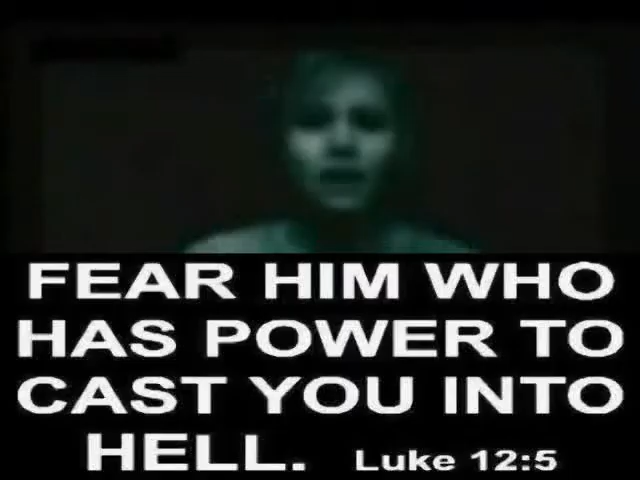 FEAR HIM WHO
HAS POWER TO
CAST YOU INTO
HELL. Luke 12:5